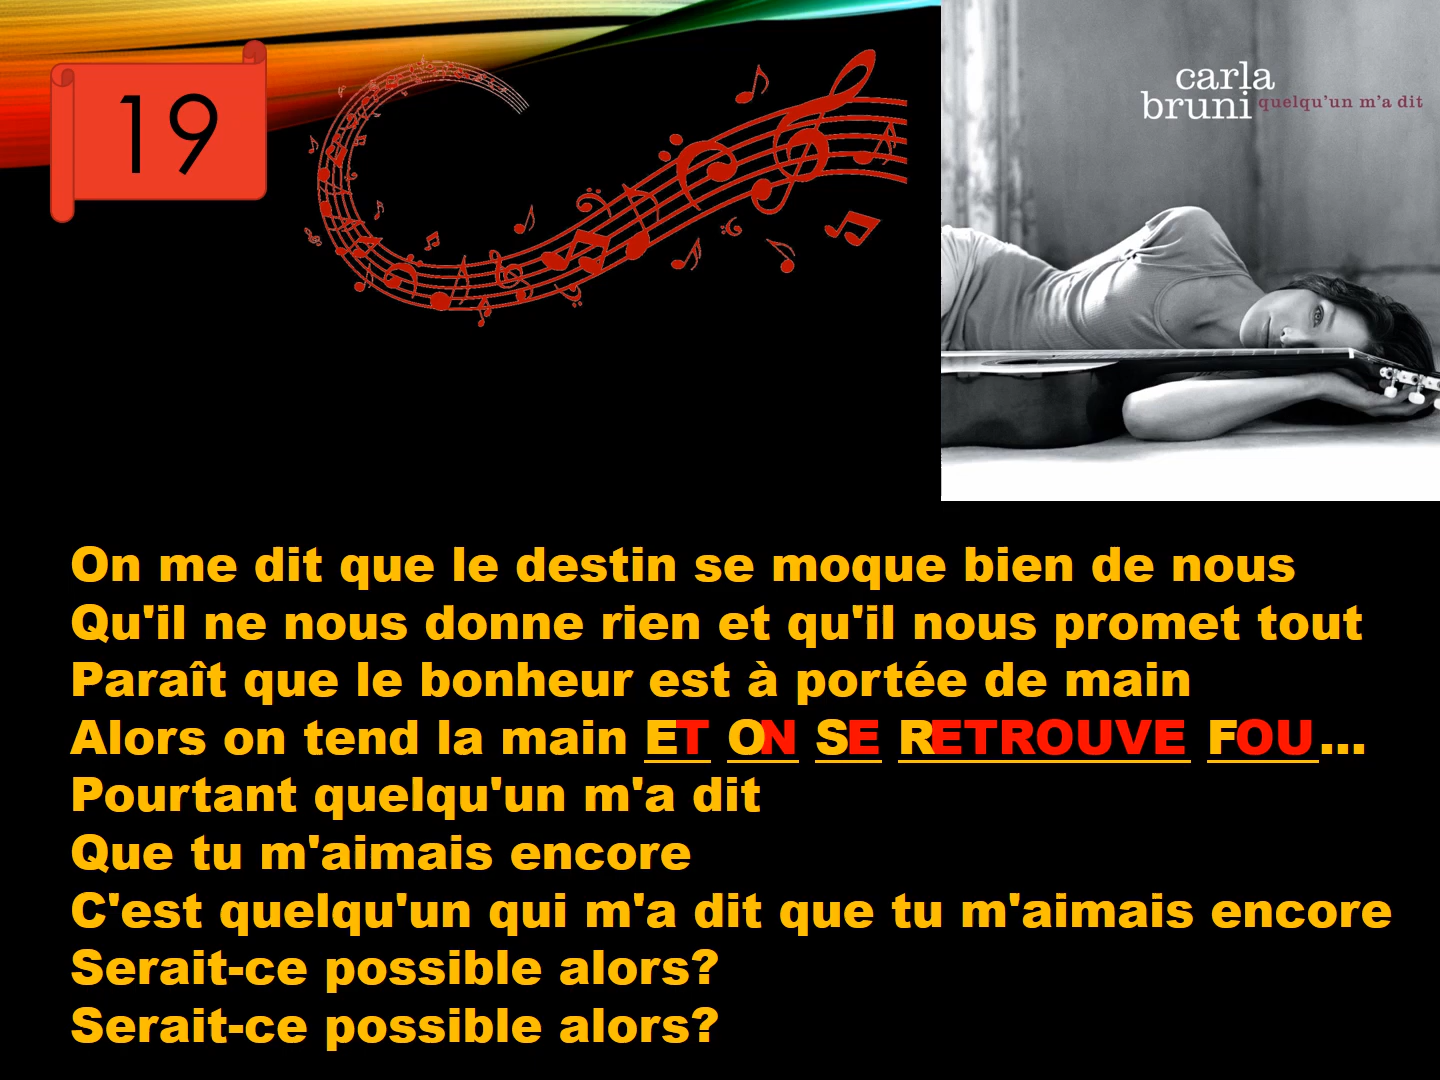 19
carla
bruni quelqu'un m'a dit
On me dit que le destin se moque bien de nous
Qu'il ne nous donne rien et qu'il nous promet tout
Paraît que le bonheur est à portée de main
Alors on tend la main ET ON SE RETROUVE FOU...
Pourtant quelqu'un m'a dit
Que tu m'aimais encore
C'est quelqu'un qui m'a dit que tu m'aimais encore
Serait-ce possible alors?
Serait-ce possible alors?